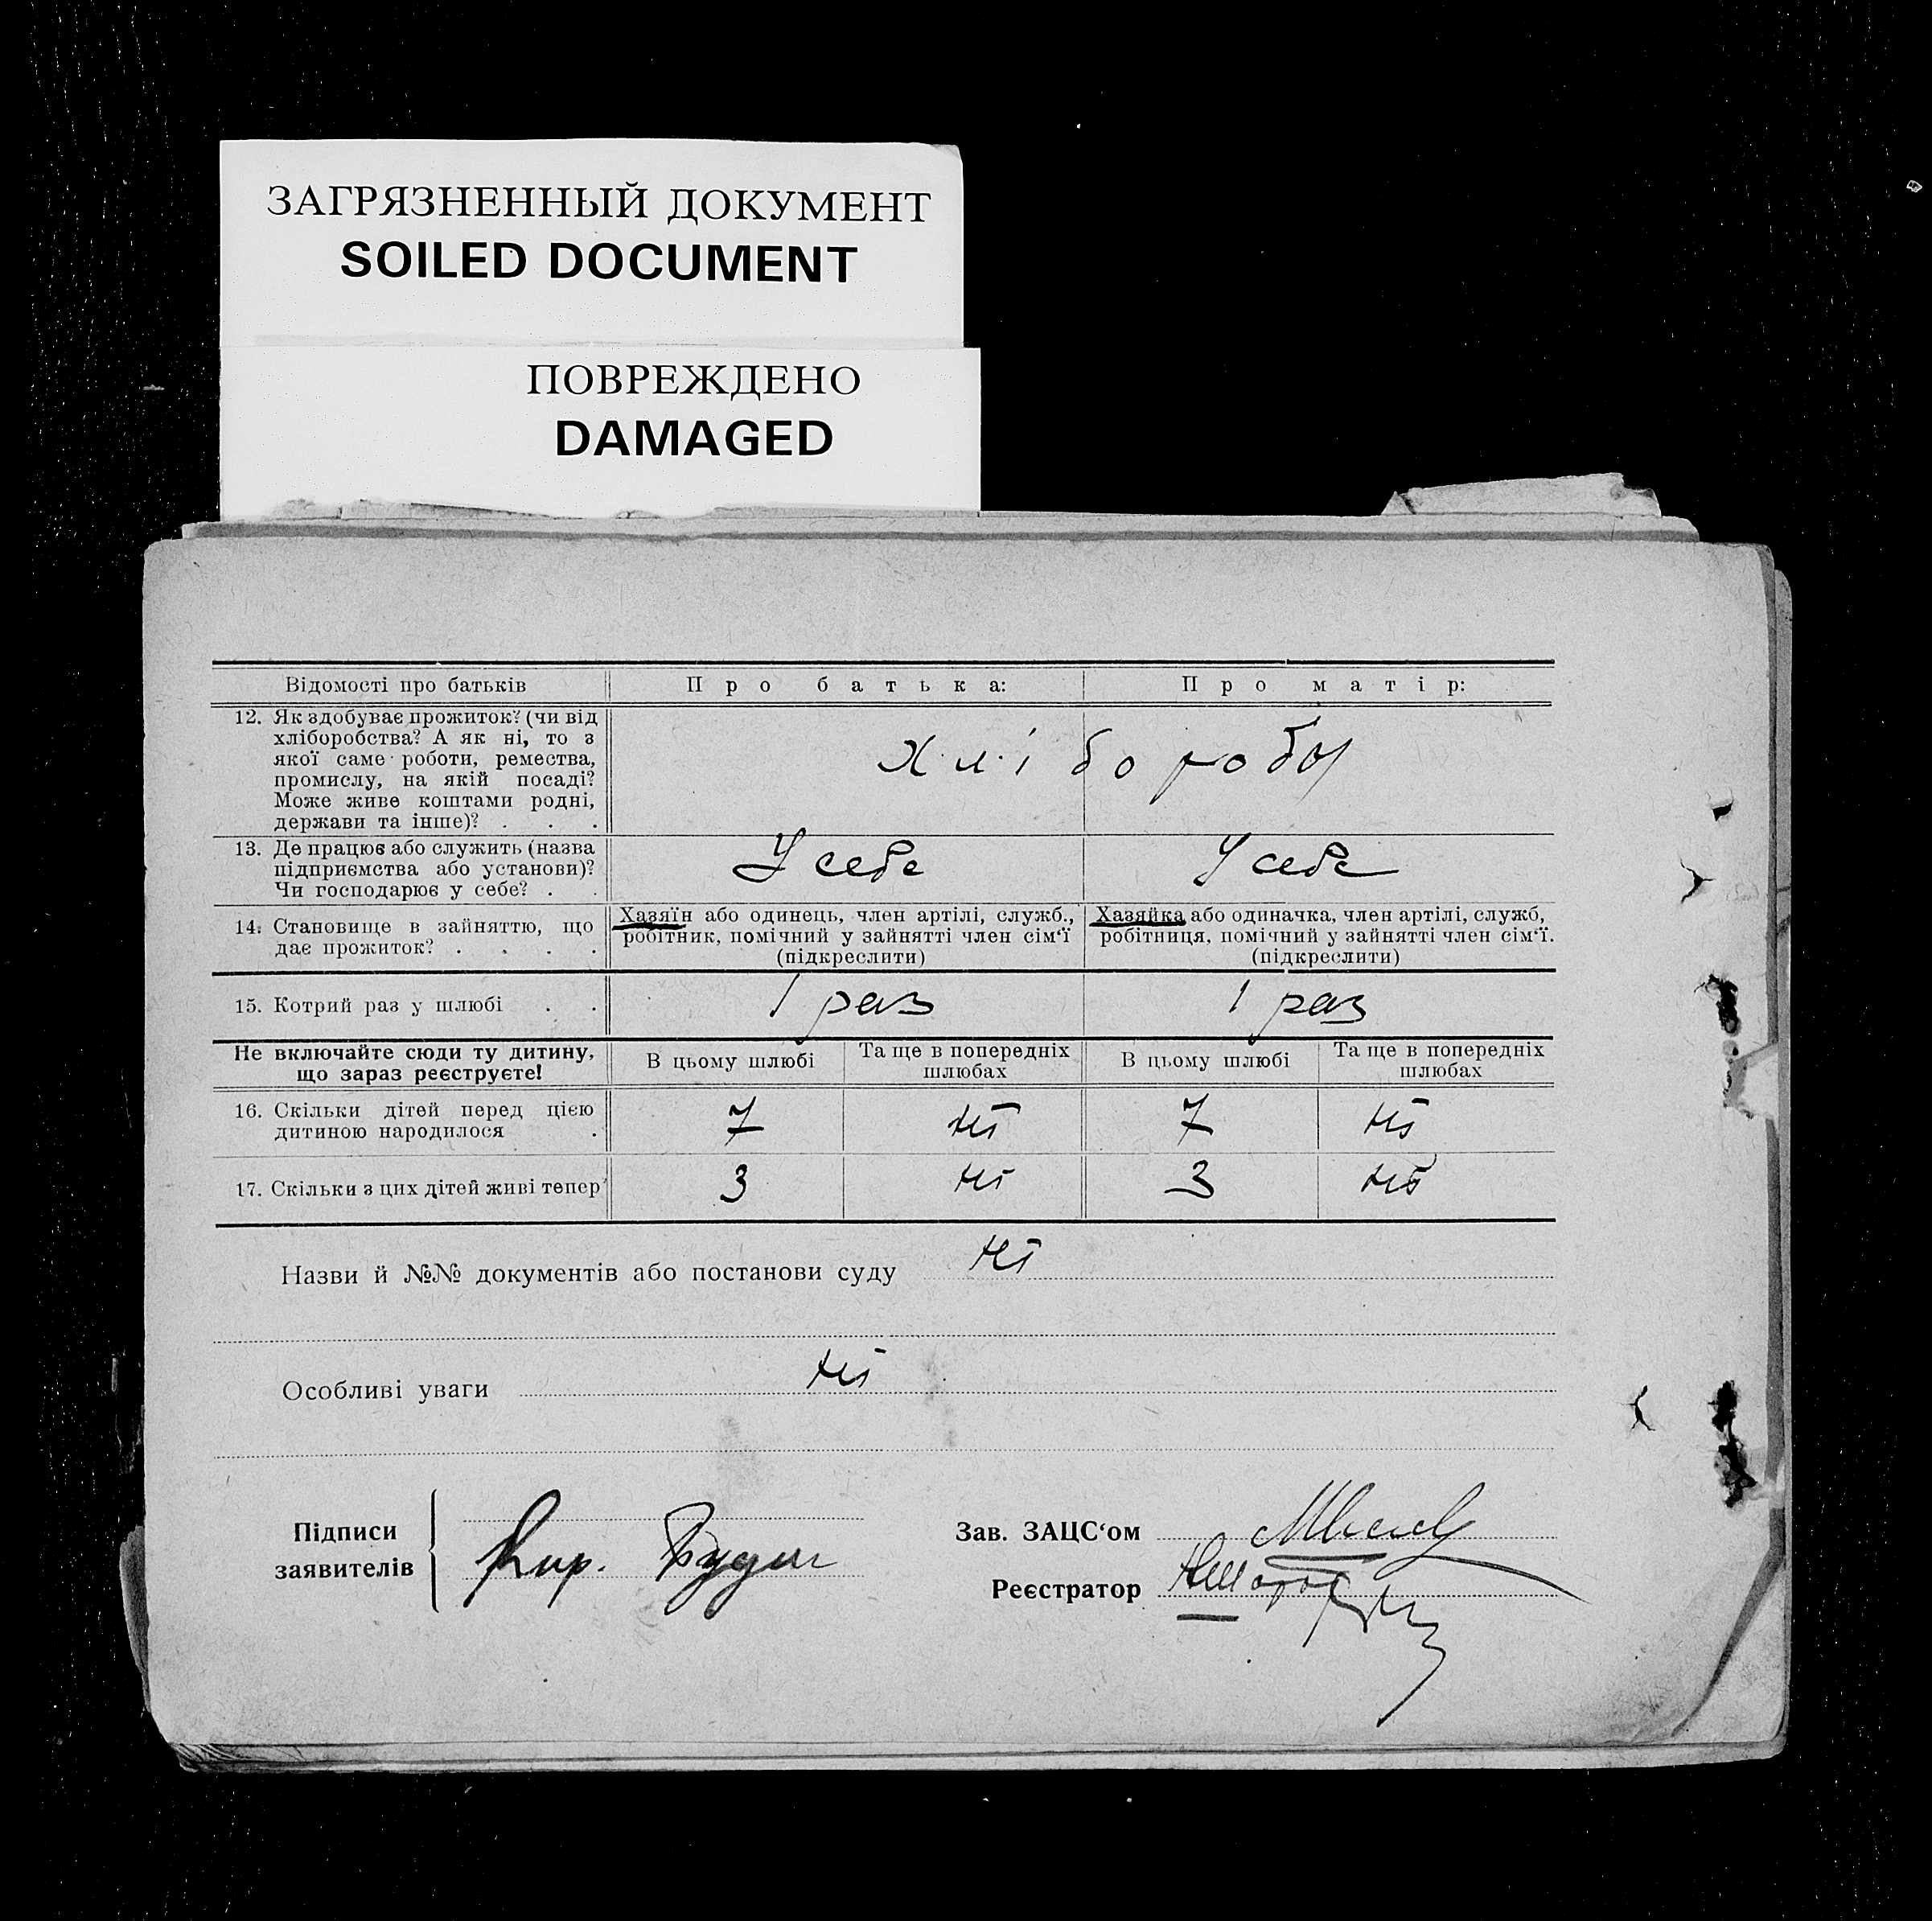 ЗАГРЯЗНЕННЫЙ ДОКУМЕНТ
SOILED DOCUMENT
ПОВРЕЖДЕНО
DAMAGED
Відомості про батьків
Про батька:
Про матір:
12. Як здобуває прожиток? (чи від
хліборобства? А як ні, то з
якої саме роботи, ремества,
промислу, на якій посаді?
Може живе коштами родні,
держави та інше)? . . .
Хліборобы
13. Де працює або служить (назва
підприємства або установи)?
Чи господарює у себе? . .
У себе
У себе
14. Становище в зайняттю, що
дає прожиток? . . . .
Хазяїн або одинець, член артілі, служб.,
робітник, помічний у зайнятті член сім‘ї
(підкреслити)
Хазяйка або одиначка, член артілі, служб,
робітниця, помічний у зайнятті член сім‘ї.
(підкреслити)
15. Котрий раз у шлюбі . .
1 раз
1 раз
Не включайте сюди ту дитину,
що зараз реєструєте!
В цьому шлюбі
Та ще в попередніх
шлюбах
В цьому шлюбі
Та ще в попередніх
шлюбах
16. Скільки дітей перед цією
дитиною народилося .
7
ні
7
ні
17. Скільки з цих дітей живі тепер
3
ні
3
ні
Назви й №№ документів або постанови суду ні
Особливі уваги ні
Підписи
заявителів
Кир.
Зав. ЗАЦС‘ом
Реєстратор